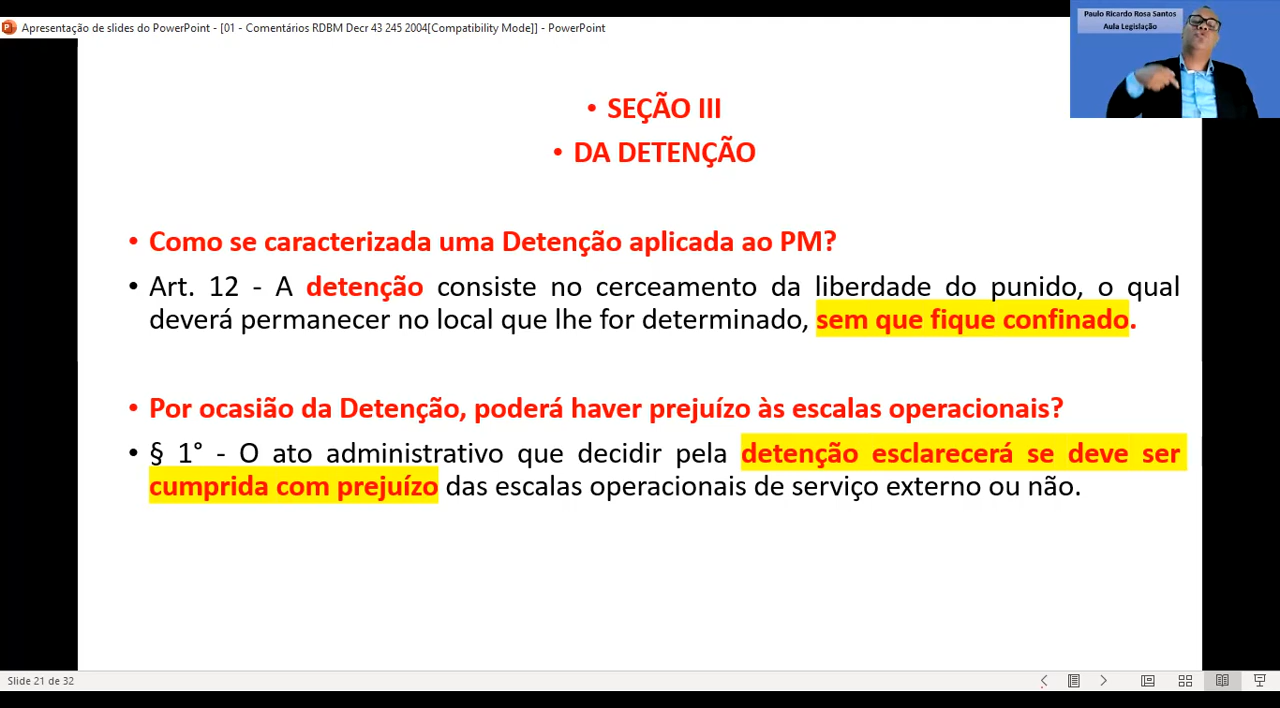 Apresentação de slides do PowerPoint - [01 - Comentários RDBM Decr 43 245 2004[Compatibility Mode]] - PowerPoint
Paulo Ricardo Rosa Santos
Aula Legislação
• SEÇÃO III
• DA DETENÇÃO
• Como se caracterizada uma Detenção aplicada ao PM?
• Art. 12 - A detenção consiste no cerceamento da liberdade do punido, o qual
deverá permanecer no local que lhe for determinado, sem que fique confinado.
• Por ocasião da Detenção, poderá haver prejuízo às escalas operacionais?
• § 1° - O ato administrativo que decidir pela detenção esclarecerá se deve ser
cumprida com prejuízo das escalas operacionais de serviço externo ou não.
Slide 21 de 32